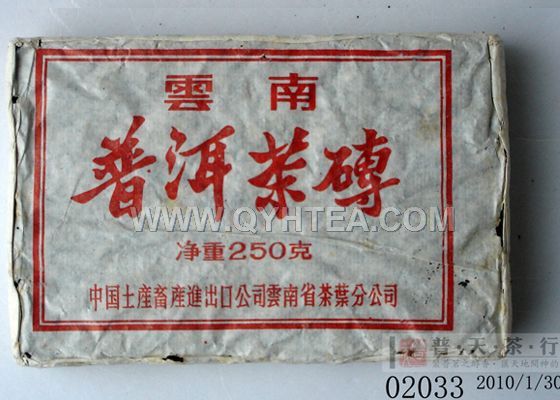 雲南
普洱茶磚
WWW.QYHTEA.COM
净重250克
中国土産畜産進出口公司雲南省茶葉分公司
普·天·茶·行
02033 2010/1/30